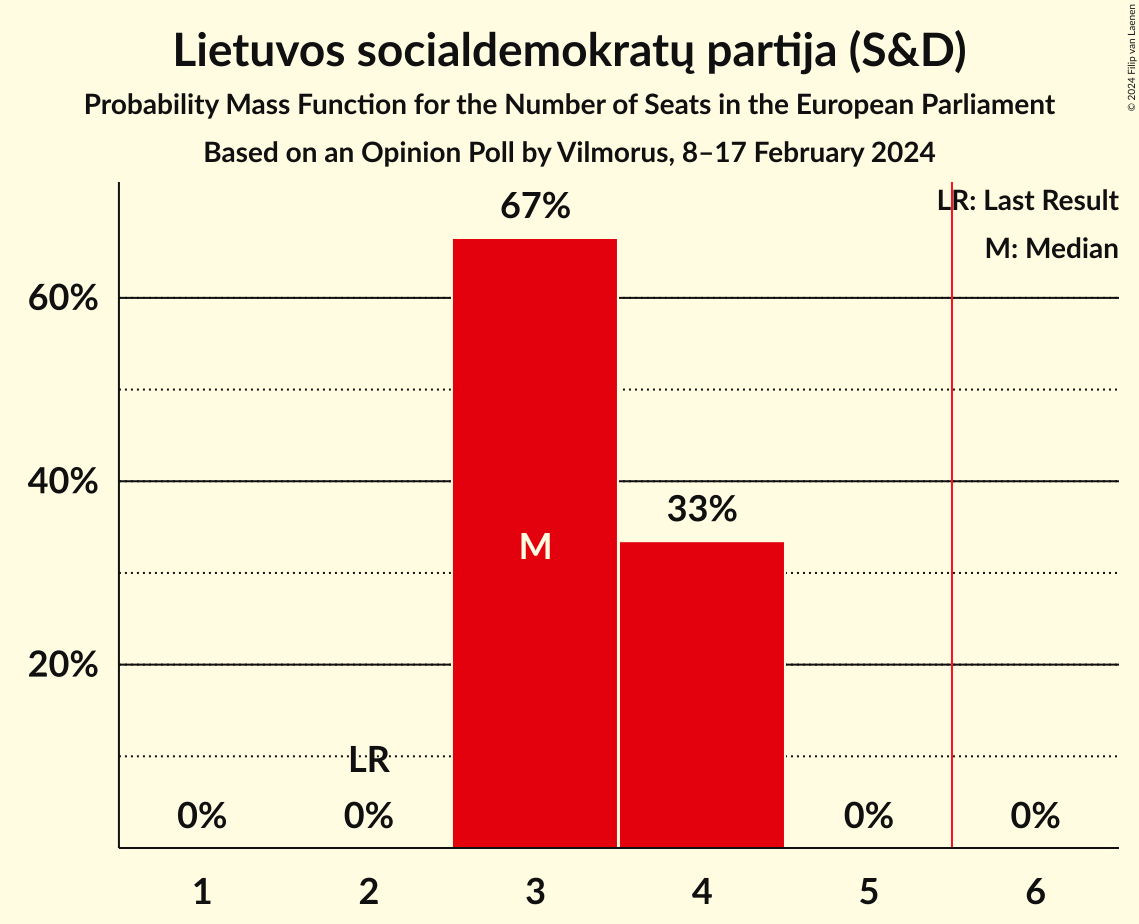 Lietuvos socialdemokratų partija (S&D)
Probability Mass Function for the Number of Seats in the European Parliament
Based on an Opinion Poll by Vilmorus, 8–17 February 2024
© 2024 Filip van Laenen
LR: Last Result
M: Median
67%
60%
40%
33%
M
20%
LR
0% 0% 0% 0%
1 2 3 4 5 6